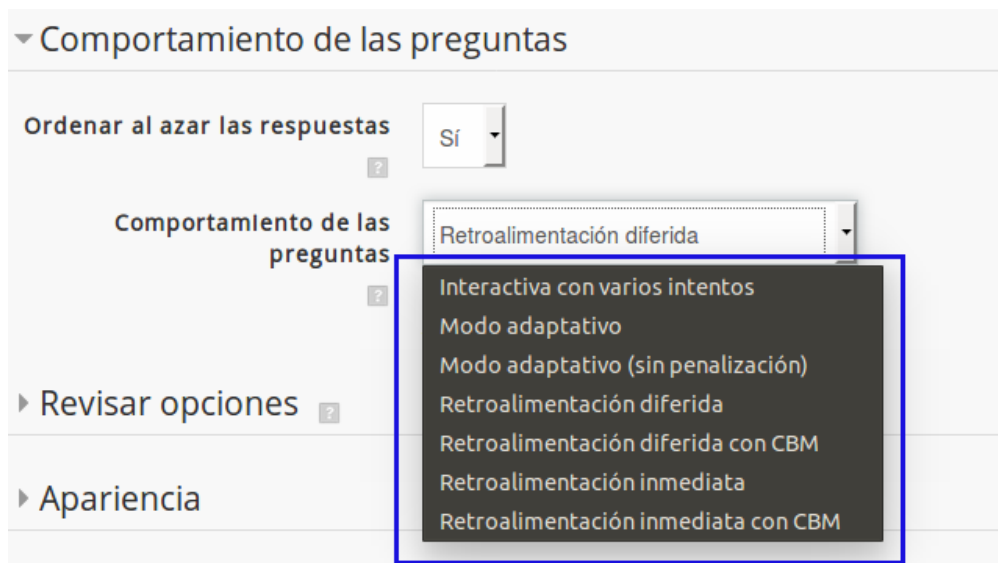 Comportamiento de las preguntas
Ordenar al azar las respuestas
?
Sí
Comportamiento de las
preguntas
?
Retroalimentación diferida
Interactiva con varios intentos
Modo adaptativo
Modo adaptativo (sin penalización)
Retroalimentación diferida
Retroalimentación diferida con CBM
Retroalimentación inmediata
Retroalimentación inmediata con CBM
Revisar opciones ?
Apariencia